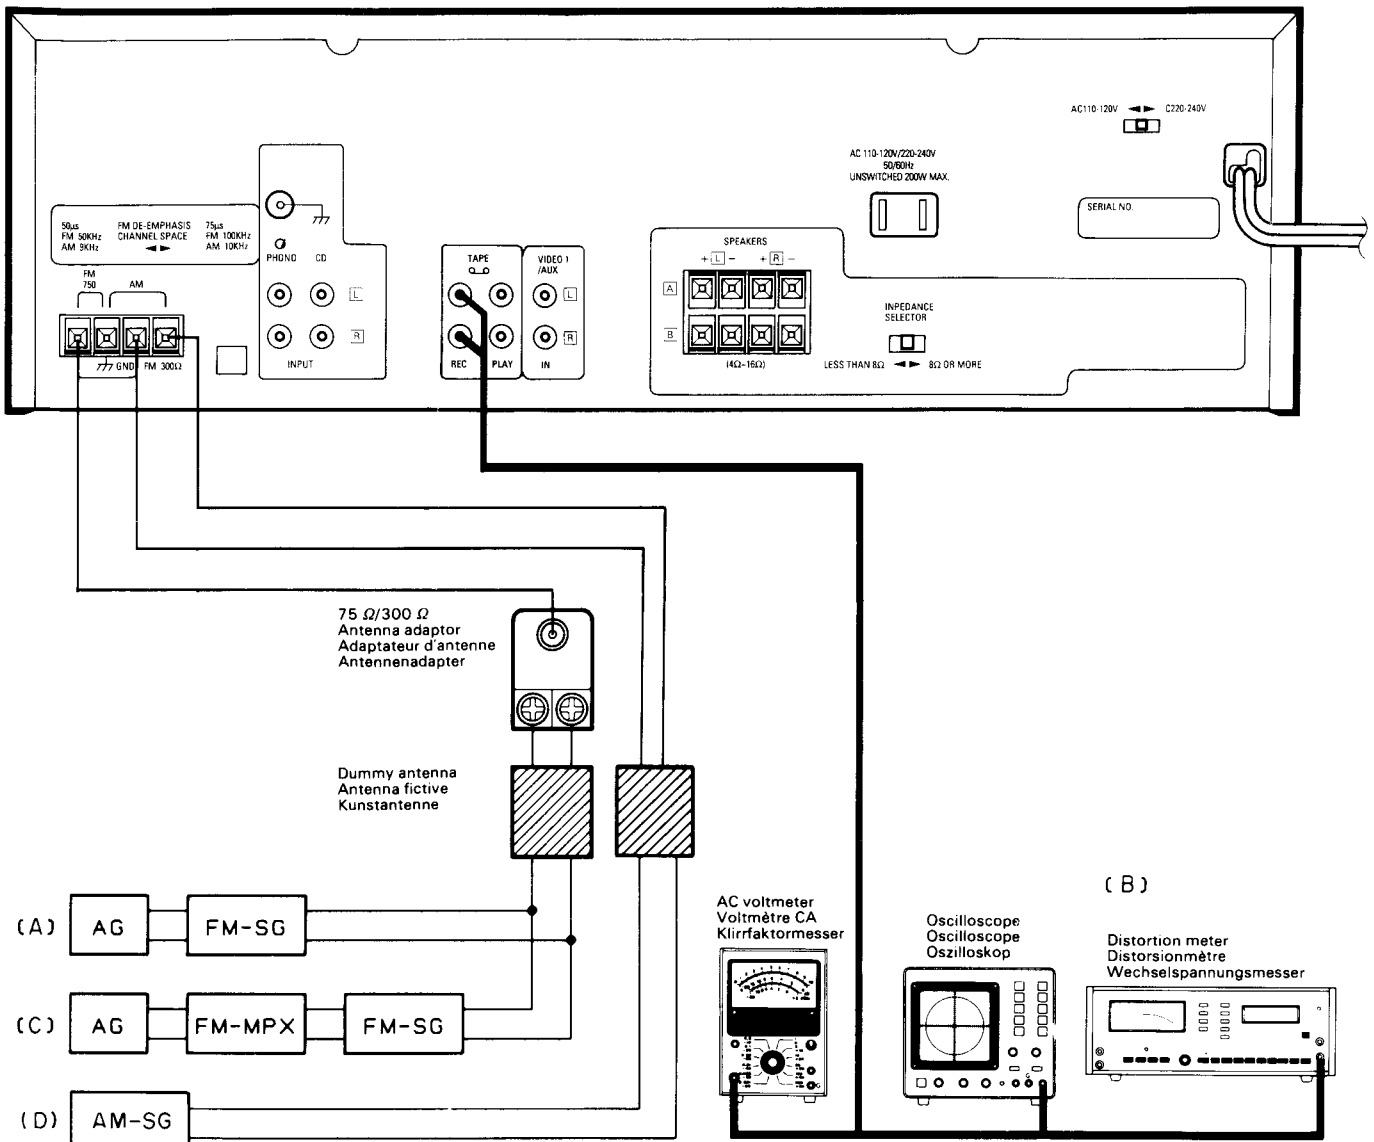 AC110-120V ◄ ► C220-240V
AC 110-120V/220-240V
50/60Hz
UNSWITCHED 200W MAX.
SERIAL NO.
50µs FM DE-EMPHASIS 75µs
FM 50KHz CHANNEL SPACE FM 100KHz
AM 9KHz ◄ ► AM 10KHz
PHONO CD
L
R
INPUT
TAPE
REC PLAY
VIDEO 1
/AUX
L
R
IN
SPEAKERS
+ L - + R -
A
B
(4Ω~16Ω)
IMPEDANCE
SELECTOR
LESS THAN 8Ω ◄ ► 8Ω OR MORE
FM
750
AM
GND FM 300Ω
75 Ω/300 Ω
Antenna adaptor
Adaptateur d'antenne
Antennenadapter
Dummy antenna
Antenna fictive
Kunstantenne
(A) AG FM-SG
(C) AG FM-MPX FM-SG
(D) AM-SG
AC voltmeter
Voltmètre CA
Klirrfaktormesser
Oscilloscope
Oscilloscope
Oszilloskop
(B)
Distortion meter
Distorsionmètre
Wechselspannungsmesser